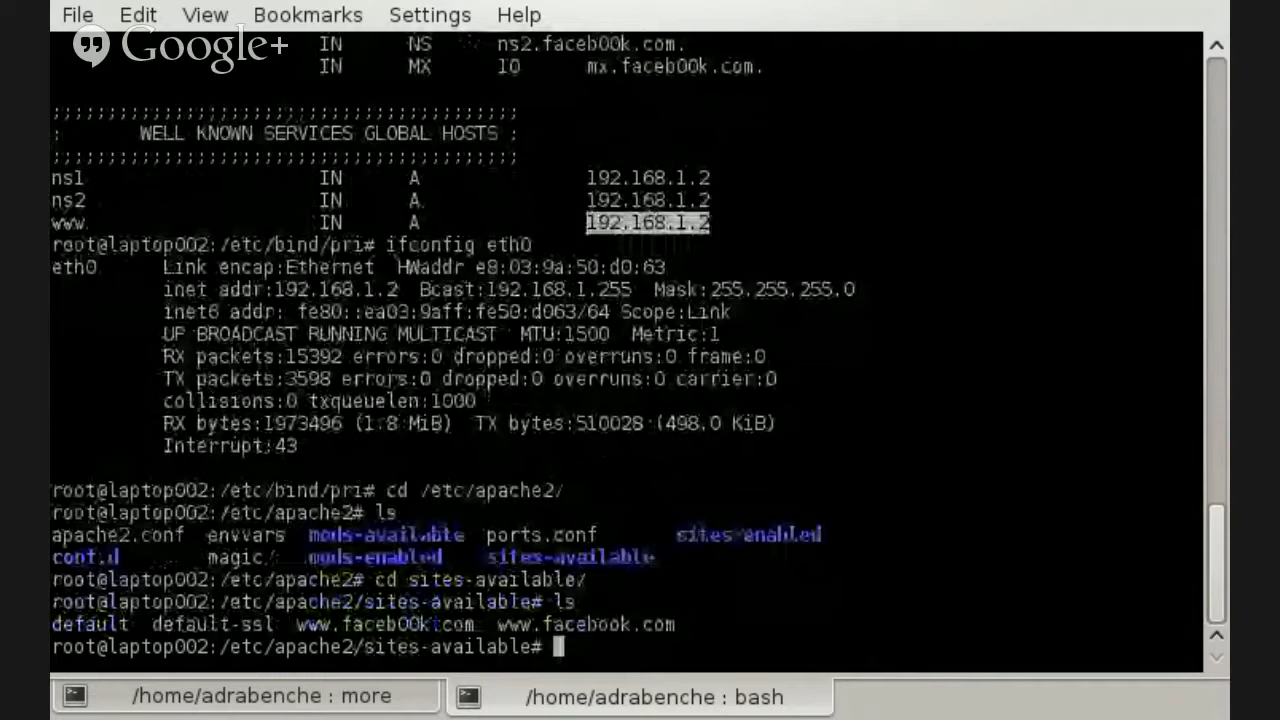 File Edit View Bookmarks Settings Help
Google+
IN NS ns2.faceb00k.com.
IN MX 10 mx.faceb00k.com.
;;;;;;;;;;;;;;;;;;;;;;;;;;;;;;;;;;;;;;;;;;
; WELL KNOWN SERVICES GLOBAL HOSTS ;
;;;;;;;;;;;;;;;;;;;;;;;;;;;;;;;;;;;;;;;;;;
ns1 IN A 192.168.1.2
ns2 IN A 192.168.1.2
www IN A 192.168.1.2
root@laptop002:/etc/bind/pri# ifconfig eth0
eth0 Link encap:Ethernet HWaddr e8:03:9a:50:d0:63
inet addr:192.168.1.2 Bcast:192.168.1.255 Mask:255.255.255.0
inet6 addr: fe80::ea03:9aff:fe50:d063/64 Scope:Link
UP BROADCAST RUNNING MULTICAST MTU:1500 Metric:1
RX packets:15392 errors:0 dropped:0 overruns:0 frame:0
TX packets:3598 errors:0 dropped:0 overruns:0 carrier:0
collisions:0 txqueuelen:1000
RX bytes:1973496 (1.8 MiB) TX bytes:510028 (498.0 KiB)
Interrupt:43
root@laptop002:/etc/bind/pri# cd /etc/apache2/
root@laptop002:/etc/apache2# ls
apache2.conf envvars mods-available ports.conf sites-enabled
conf.d magic mods-enabled sites-available
root@laptop002:/etc/apache2# cd sites-available/
root@laptop002:/etc/apache2/sites-available# ls
default default-ssl www.faceb00k.com www.facebook.com
root@laptop002:/etc/apache2/sites-available#
/home/adrabenche : more /home/adrabenche : bash